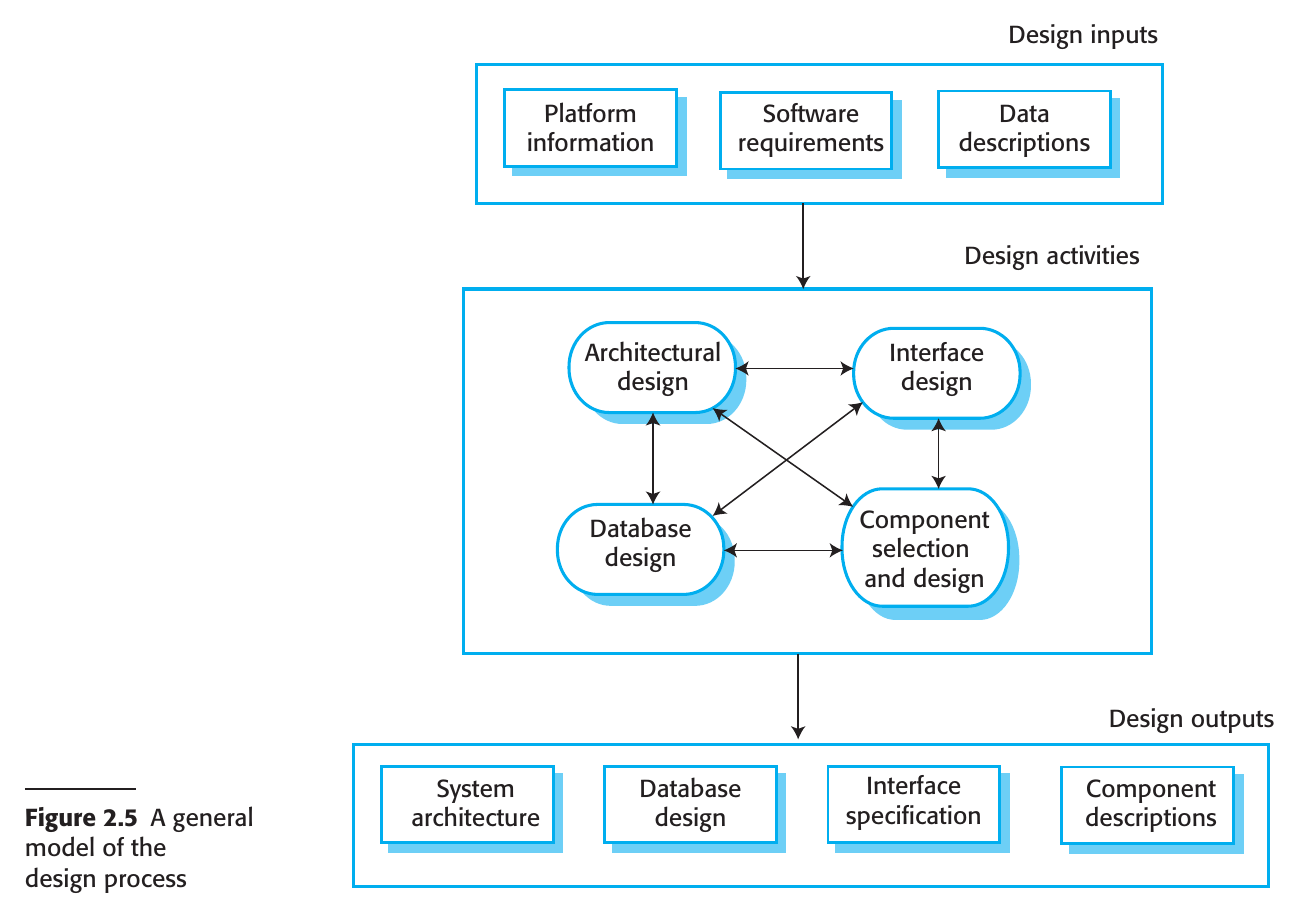 Design inputs
Platform
information
Software
requirements
Data
descriptions
Design activities
Architectural
design
Interface
design
Database
design
Component
selection
and design
Design outputs
System
architecture
Database
design
Interface
specification
Component
descriptions
Figure 2.5 A general
model of the
design process